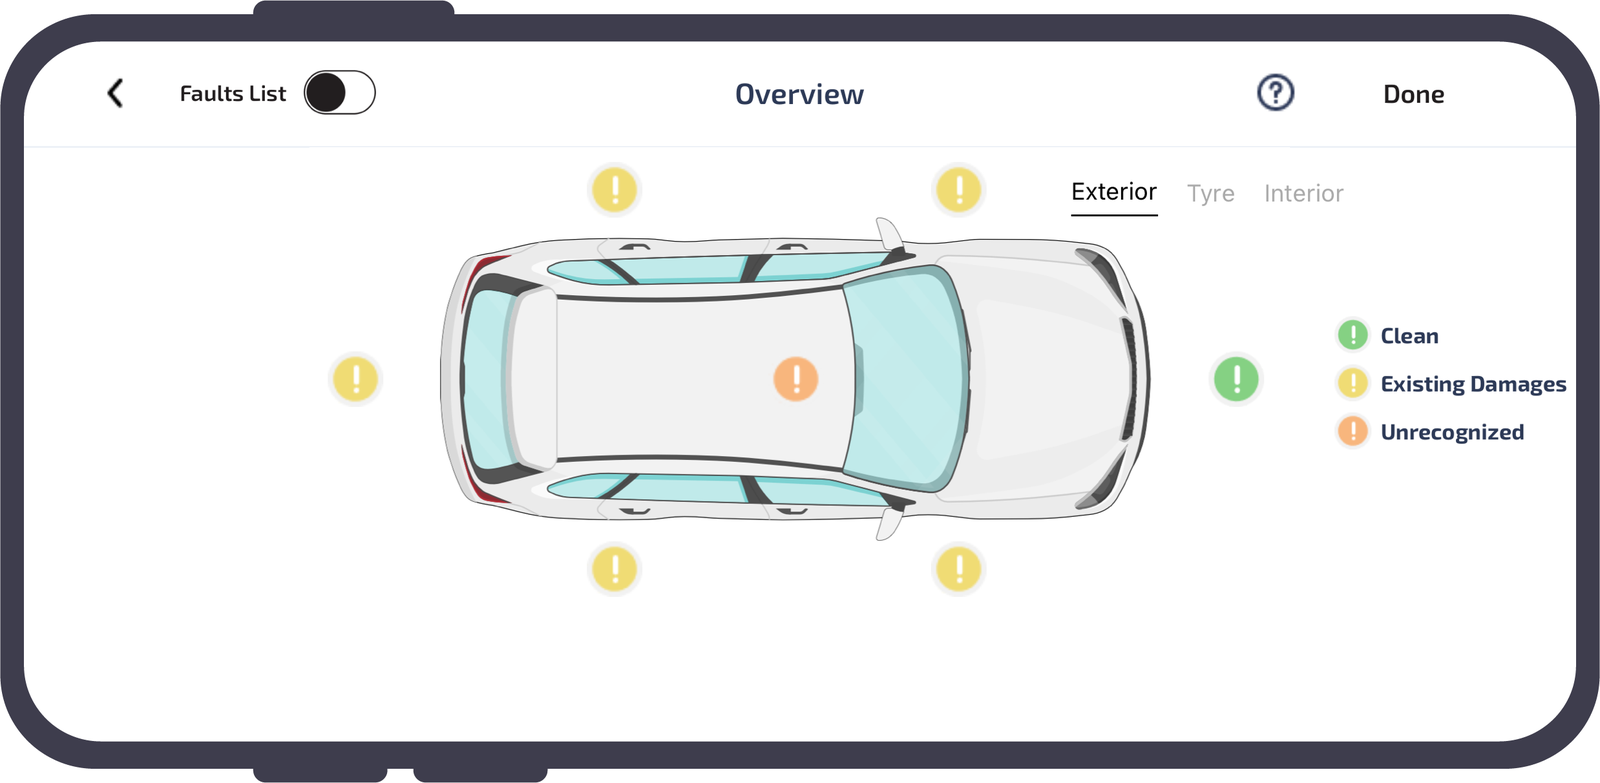 Faults List
Overview
Done
Exterior
Tyre
Interior
Clean
Existing Damages
Unrecognized